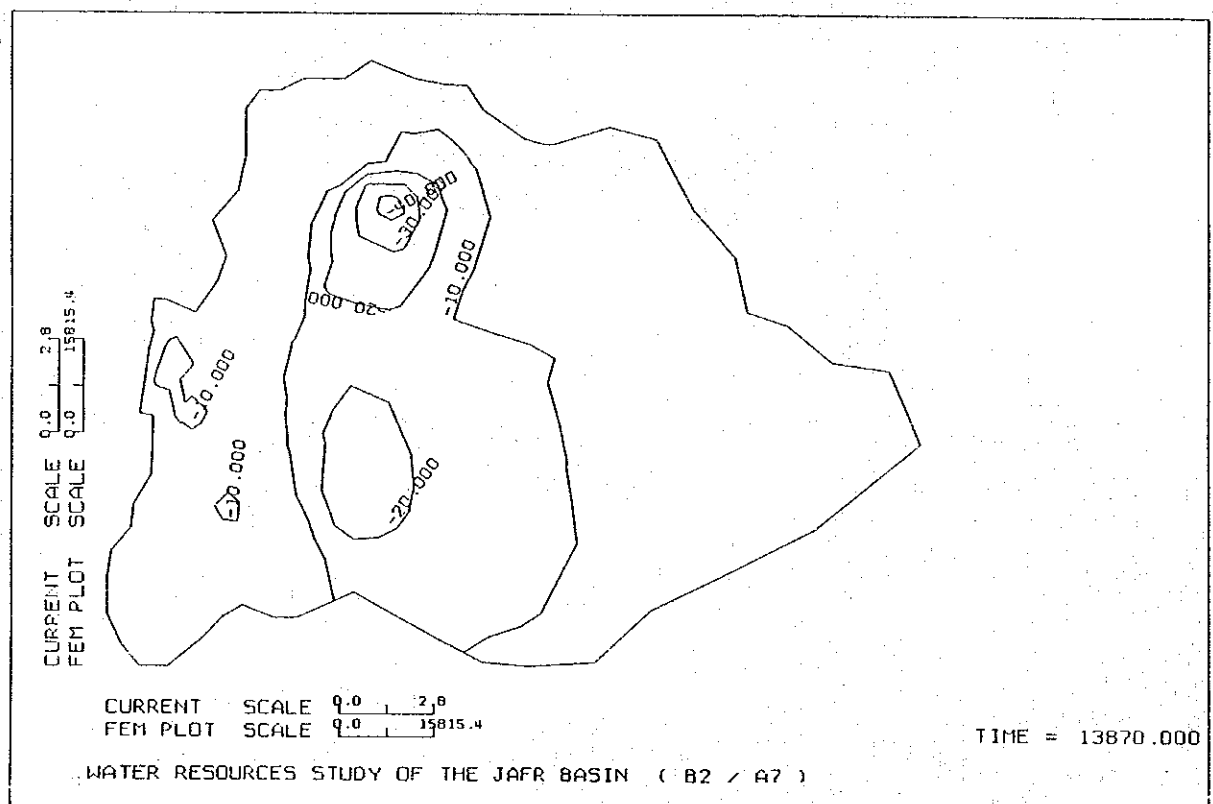 -40.000
-30.000
-20 000
-10.000
-10.000
-10.000
-20.000
CURRENT SCALE 0.0 2.8
FEM PLOT SCALE 0.0 15815.4
CURRENT SCALE 0.0 2.8
FEM PLOT SCALE 0.0 15815.4
TIME = 13870.000
WATER RESOURCES STUDY OF THE JAFR BASIN ( B2 / A7 )